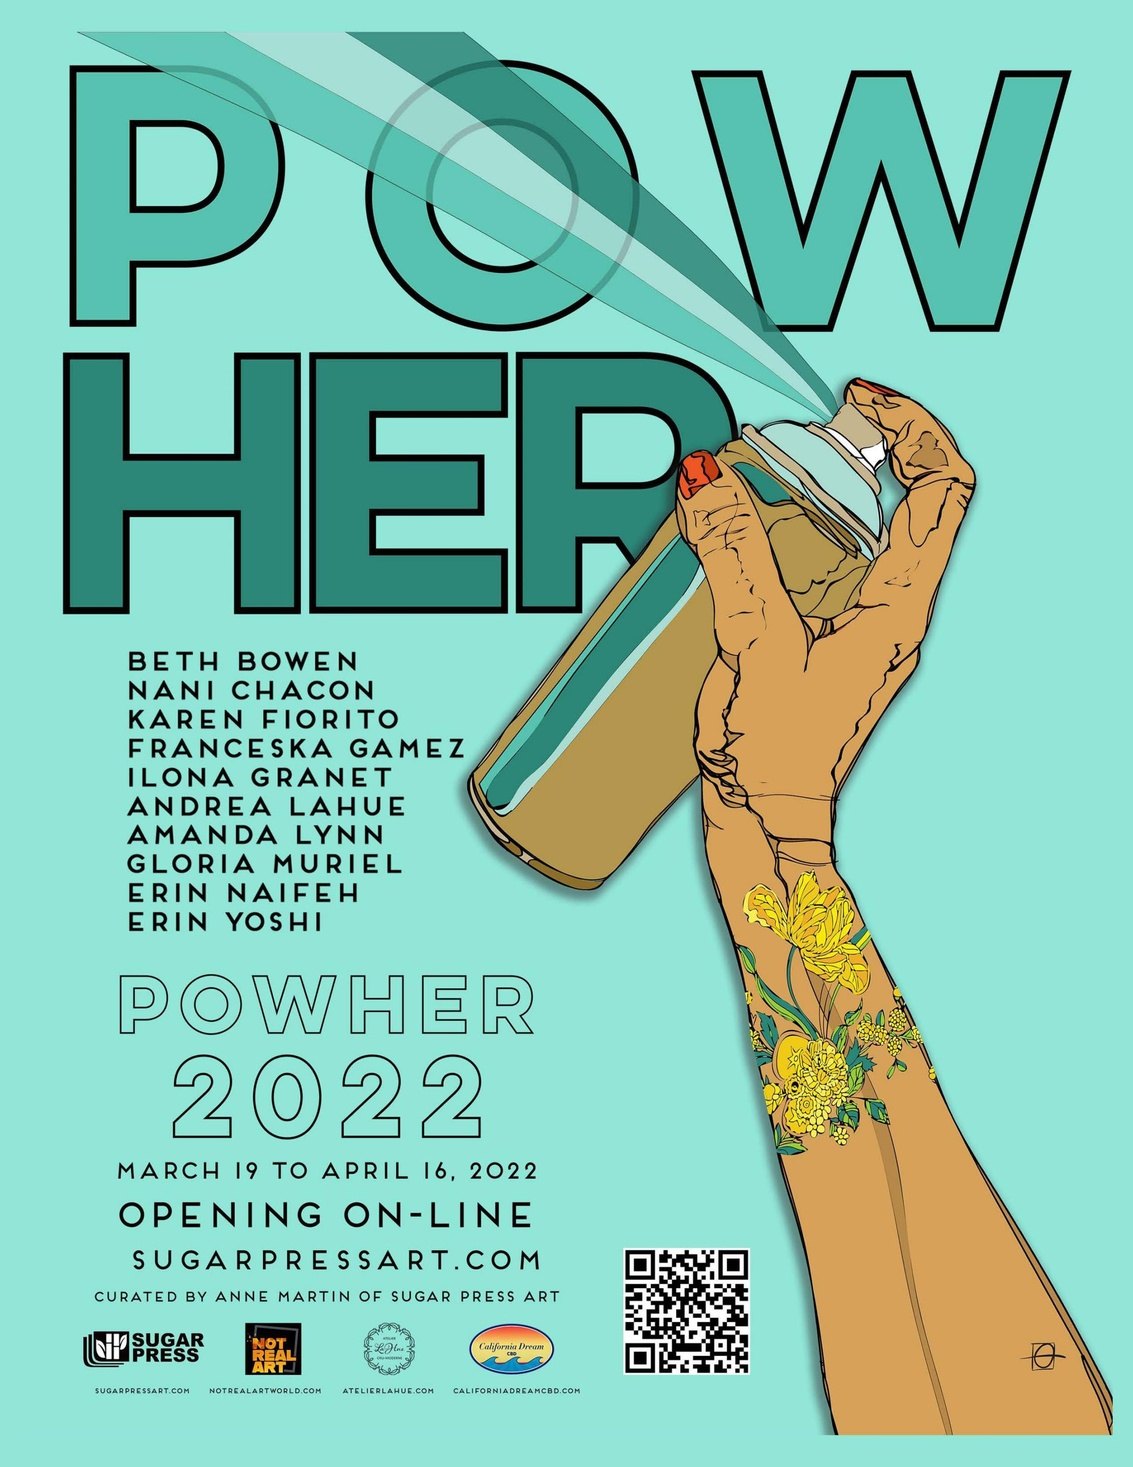 POW
HER
BETH BOWEN
NANI CHACON
KAREN FIORITO
FRANCESKA GAMEZ
ILONA GRANET
ANDREA LAHUE
AMANDA LYNN
GLORIA MURIEL
ERIN NAIFEH
ERIN YOSHI
POWHER
2022
MARCH 19 TO APRIL 16, 2022
OPENING ON-LINE
SUGARPRESSART.COM
CURATED BY ANNE MARTIN OF SUGAR PRESS ART
SUGAR
PRESS
NOT
REAL
ART
ATELIER
LaHue
California Dream
CBD
SUGARPRESSART.COM
NOTREALARTWORLD.COM
ATELIERLAHUE.COM
CALIFORNIADREAMCBD.COM